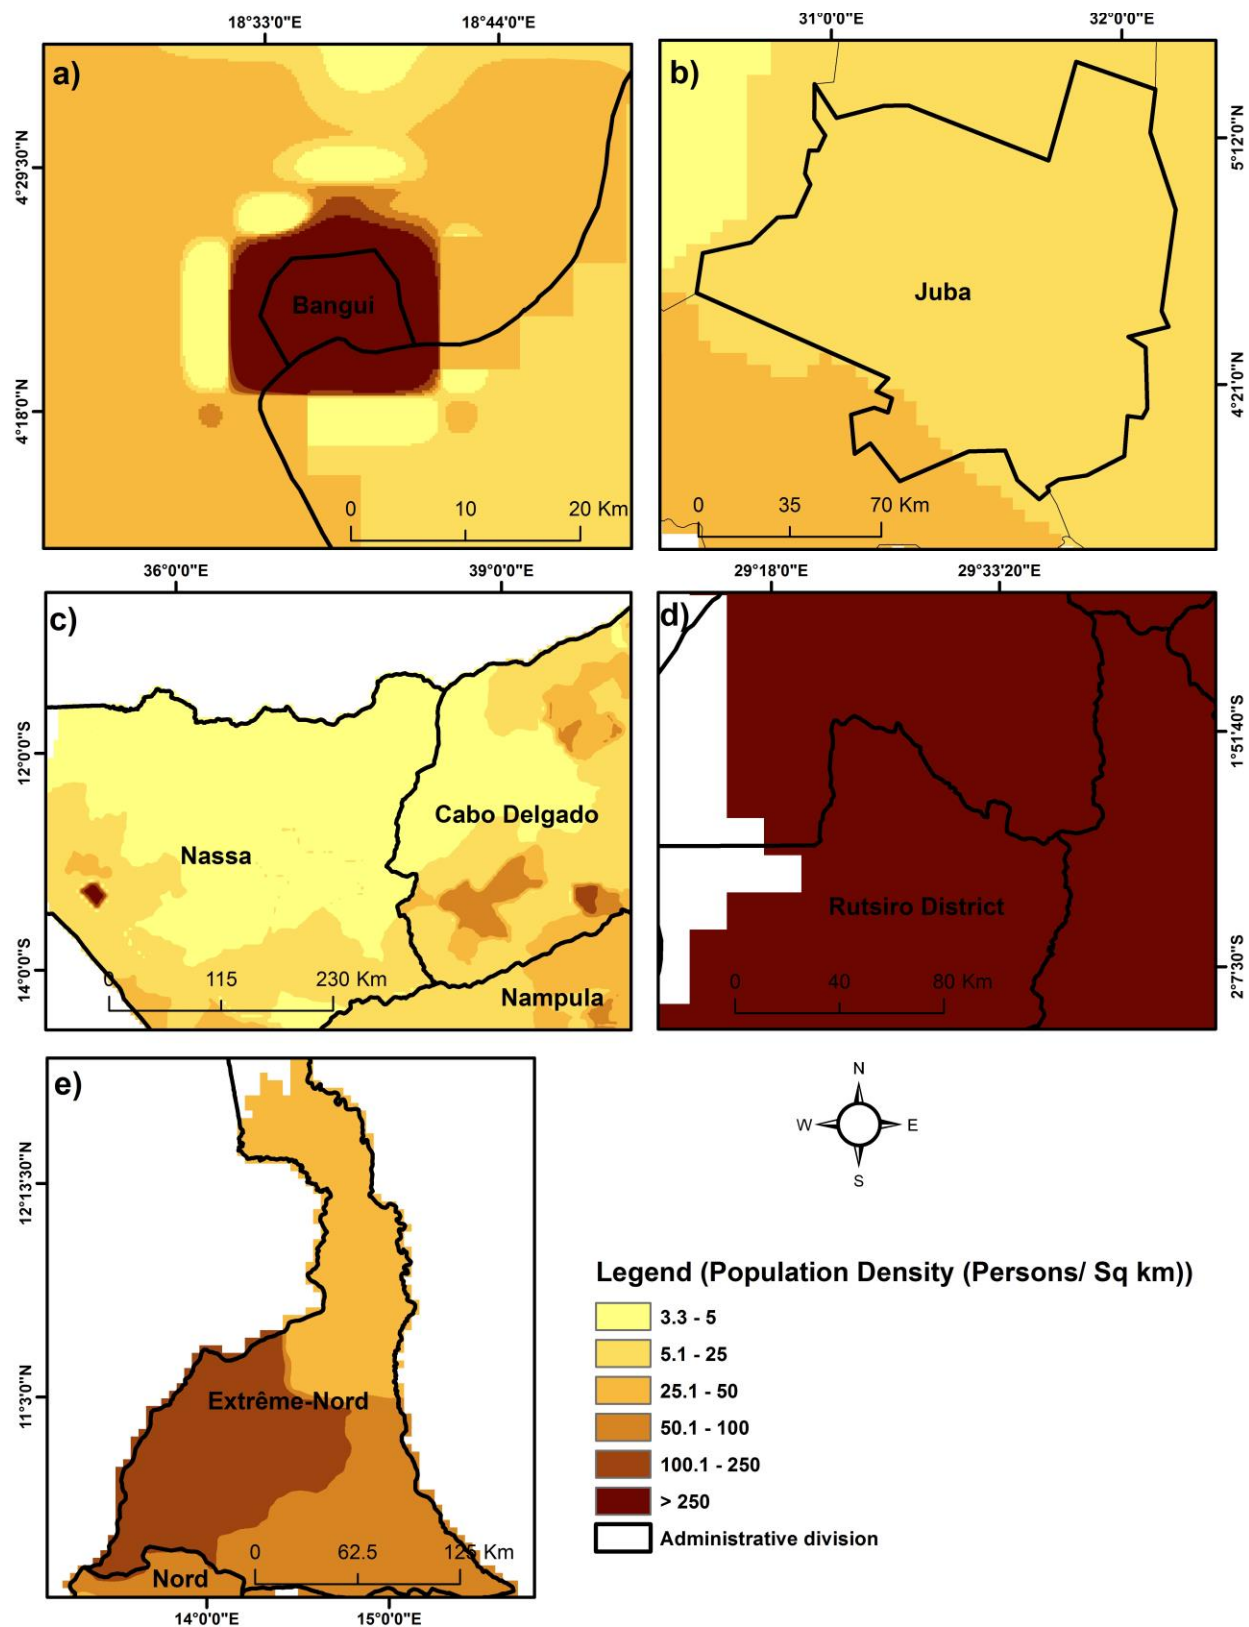 18°33'0"E 18°44'0"E
31°0'0"E 32°0'0"E
a)
b)
4°29'30"N
4°18'0"N
5°12'0"N
4°21'0"N
Bangui
Juba
0 10 20 Km
0 35 70 Km
36°0'0"E 39°0'0"E
29°18'0"E 29°33'20"E
c)
d)
12°0'0"S
14°0'0"S
1°51'40"S
2°7'30"S
Cabo Delgado
Nassa
Rutsiro District
0 115 230 Km
0 40 80 Km
Nampula
e)
N
W E
S
12°13'30"N
11°3'0"N
Extrême-Nord
0 62.5 125 Km
Nord
14°0'0"E 15°0'0"E
Legend (Population Density (Persons/ Sq km))
3.3 - 5
5.1 - 25
25.1 - 50
50.1 - 100
100.1 - 250
> 250
Administrative division